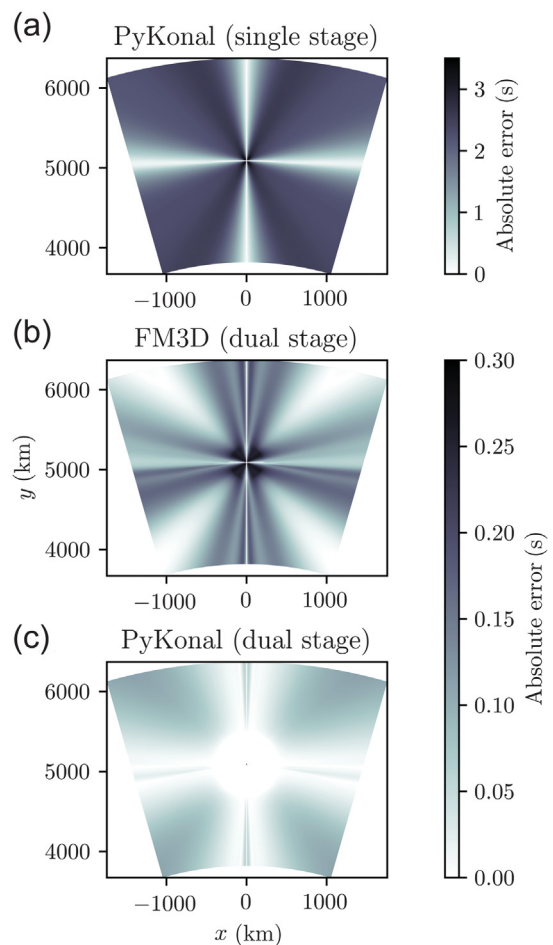 (a)
PyKonal (single stage)
6000
5000
4000
−1000 0 1000
3
2
1
0
Absolute error (s)
(b)
FM3D (dual stage)
6000
5000
4000
y (km)
−1000 0 1000
(c)
PyKonal (dual stage)
6000
5000
4000
−1000 0 1000
x (km)
0.30
0.25
0.20
0.15
0.10
0.05
0.00
Absolute error (s)